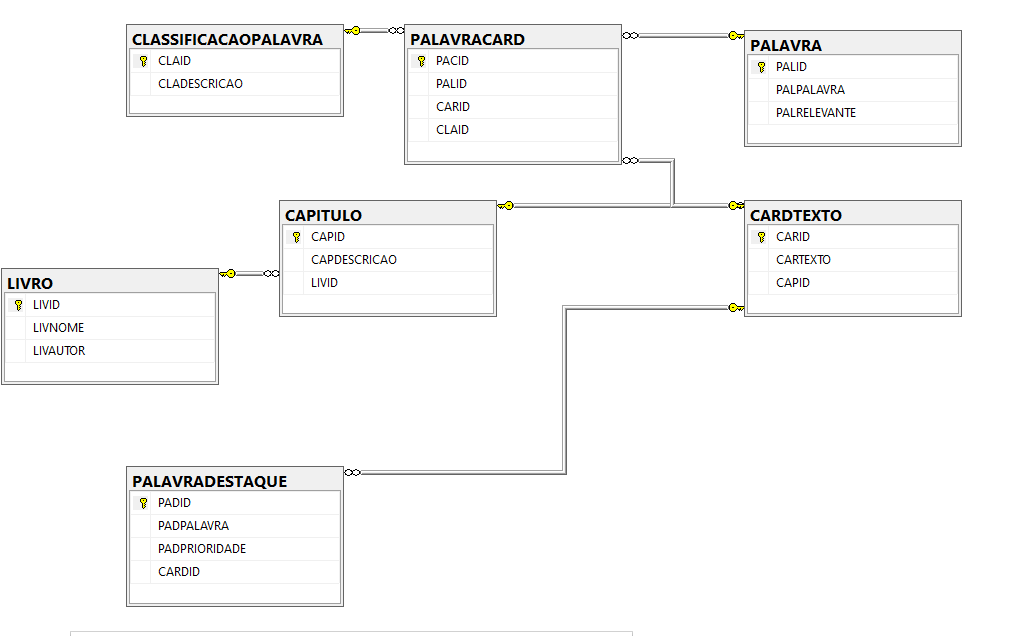 CLASSIFICACAOPALAVRA
CLAID
CLADESCRICAO
PALAVRACARD
PACID
PALID
CARID
CLAID
PALAVRA
PALID
PALPALAVRA
PALRELEVANTE
CAPITULO
CAPID
CAPDESCRICAO
LIVID
CARDTEXTO
CARID
CARTEXTO
CAPID
LIVRO
LIVID
LIVNOME
LIVAUTOR
PALAVRADESTAQUE
PADID
PADPALAVRA
PADPRIORIDADE
CARDID